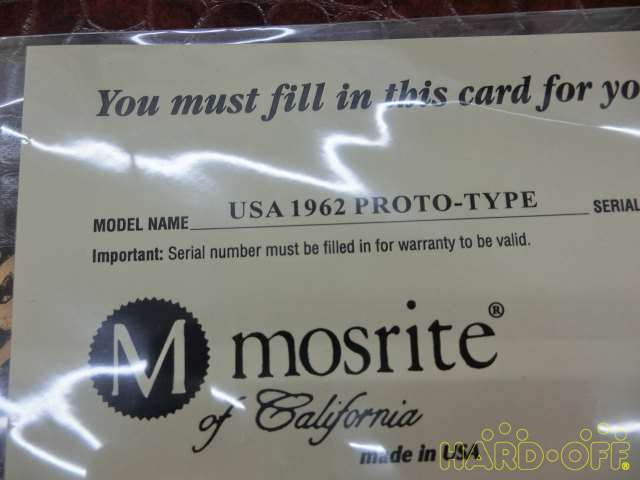 You must fill in this card for yo
MODEL NAME USA 1962 PROTO-TYPE SERIAL
Important: Serial number must be filled in for warranty to be valid.
M mosrite®
of California
made in USA
HARD-OFF